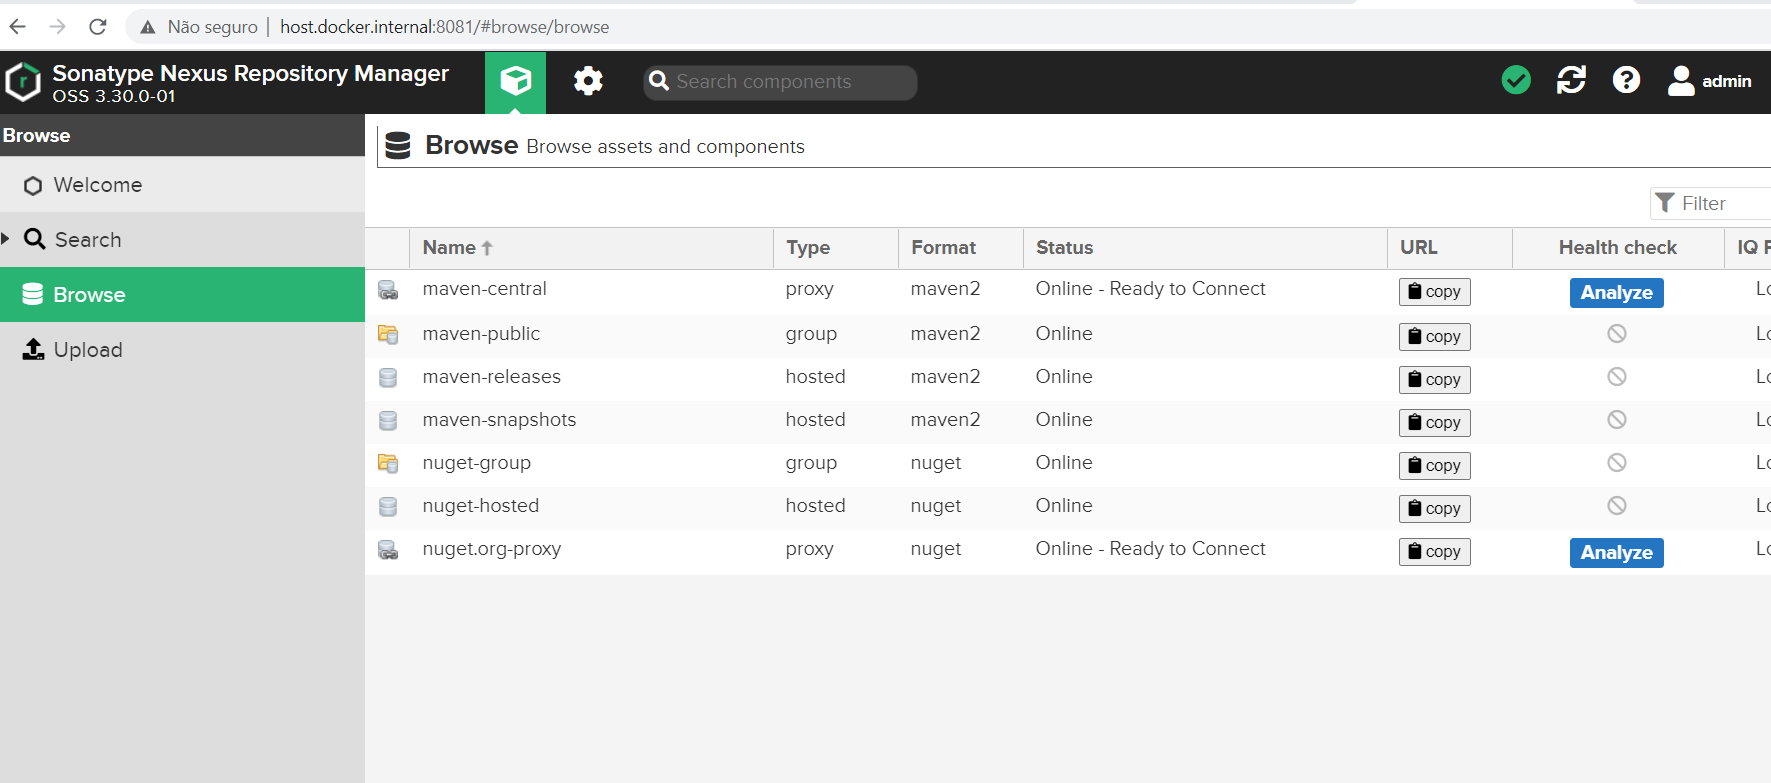 Não seguro | host.docker.internal:8081/#browse/browse
Sonatype Nexus Repository Manager
OSS 3.30.0-01
Search components
admin
Browse
Welcome
Search
Browse
Upload
Browse Browse assets and components
Filter
Name Type Format Status URL Health check IQ
maven-central proxy maven2 Online - Ready to Connect copy Analyze
maven-public group maven2 Online copy
maven-releases hosted maven2 Online copy
maven-snapshots hosted maven2 Online copy
nuget-group group nuget Online copy
nuget-hosted hosted nuget Online copy
nuget.org-proxy proxy nuget Online - Ready to Connect copy Analyze